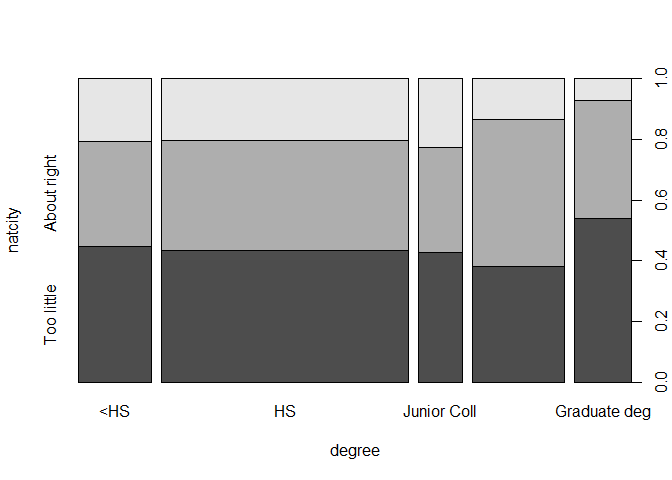 natcity
Too little
About right
0.0
0.2
0.4
0.6
0.8
1.0
<HS
HS
Junior Coll
Graduate deg
degree